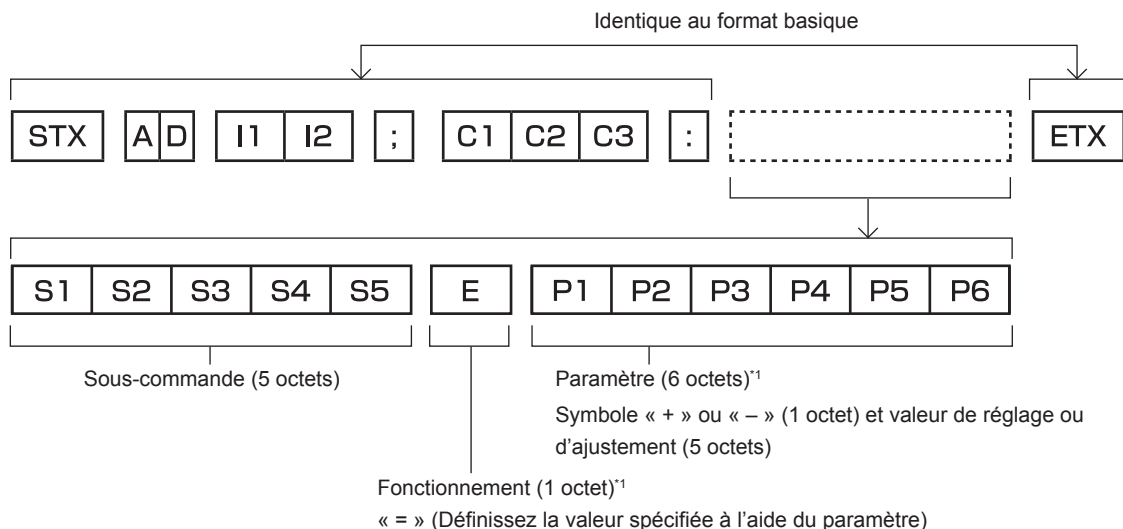 Identique au format basique
STX A D I1 I2 ; C1 C2 C3 : ETX
S1 S2 S3 S4 S5 E P1 P2 P3 P4 P5 P6
Sous-commande (5 octets)
Paramètre (6 octets)*1
Symbole « + » ou « – » (1 octet) et valeur de réglage ou
d’ajustement (5 octets)
Fonctionnement (1 octet)*1
« = » (Définissez la valeur spécifiée à l’aide du paramètre)